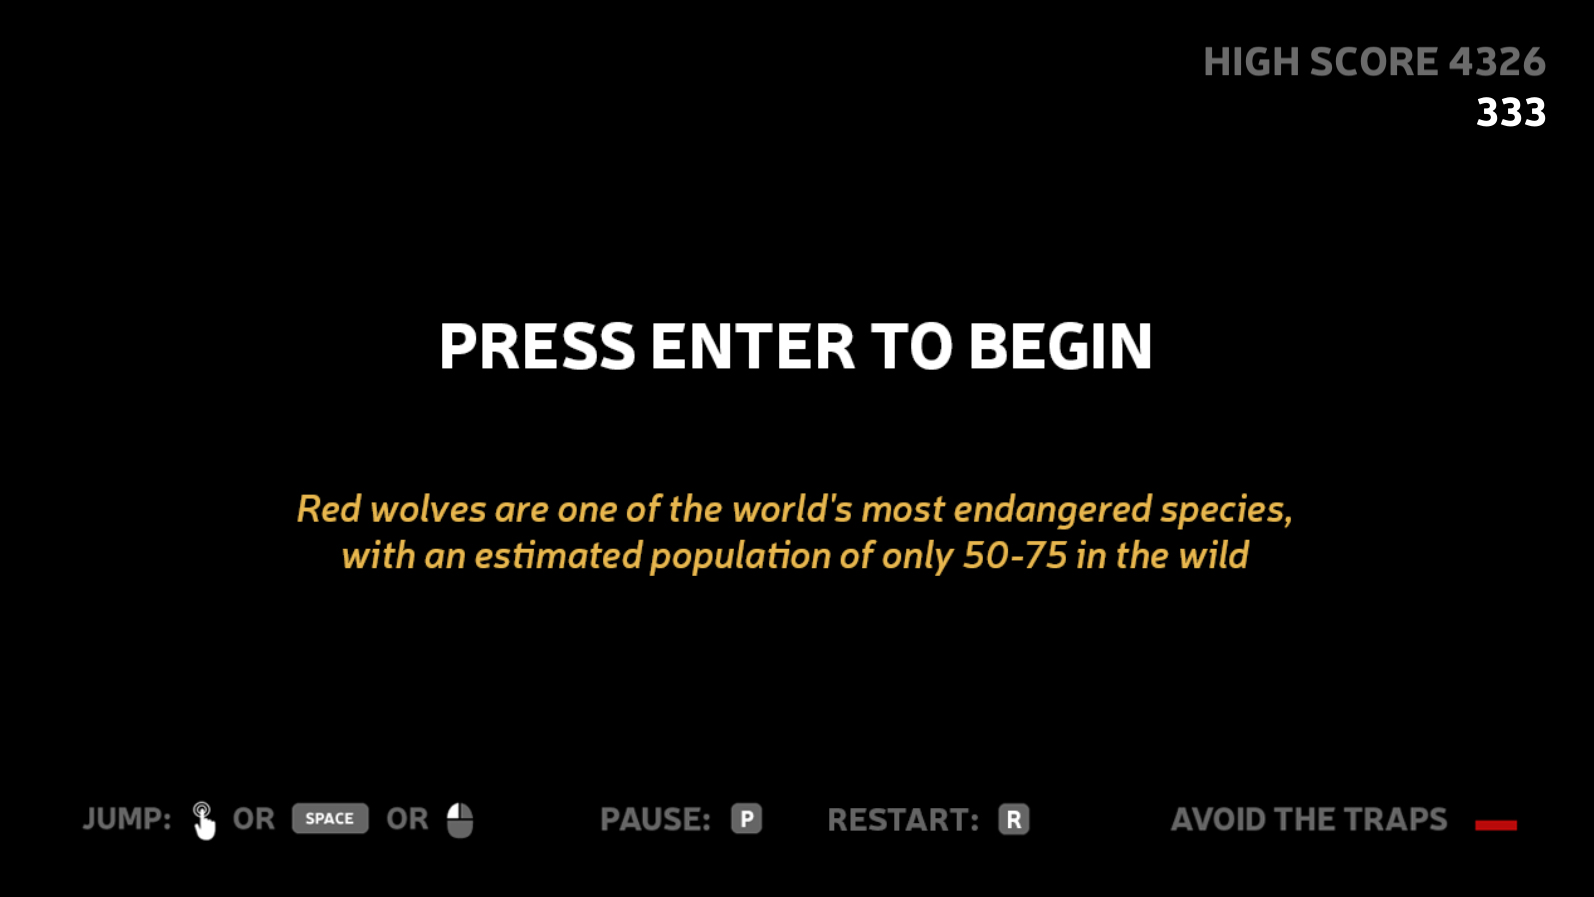 HIGH SCORE 4326
333
PRESS ENTER TO BEGIN
Red wolves are one of the world's most endangered species,
with an estimated population of only 50-75 in the wild
JUMP: OR SPACE OR PAUSE: P RESTART: R AVOID THE TRAPS